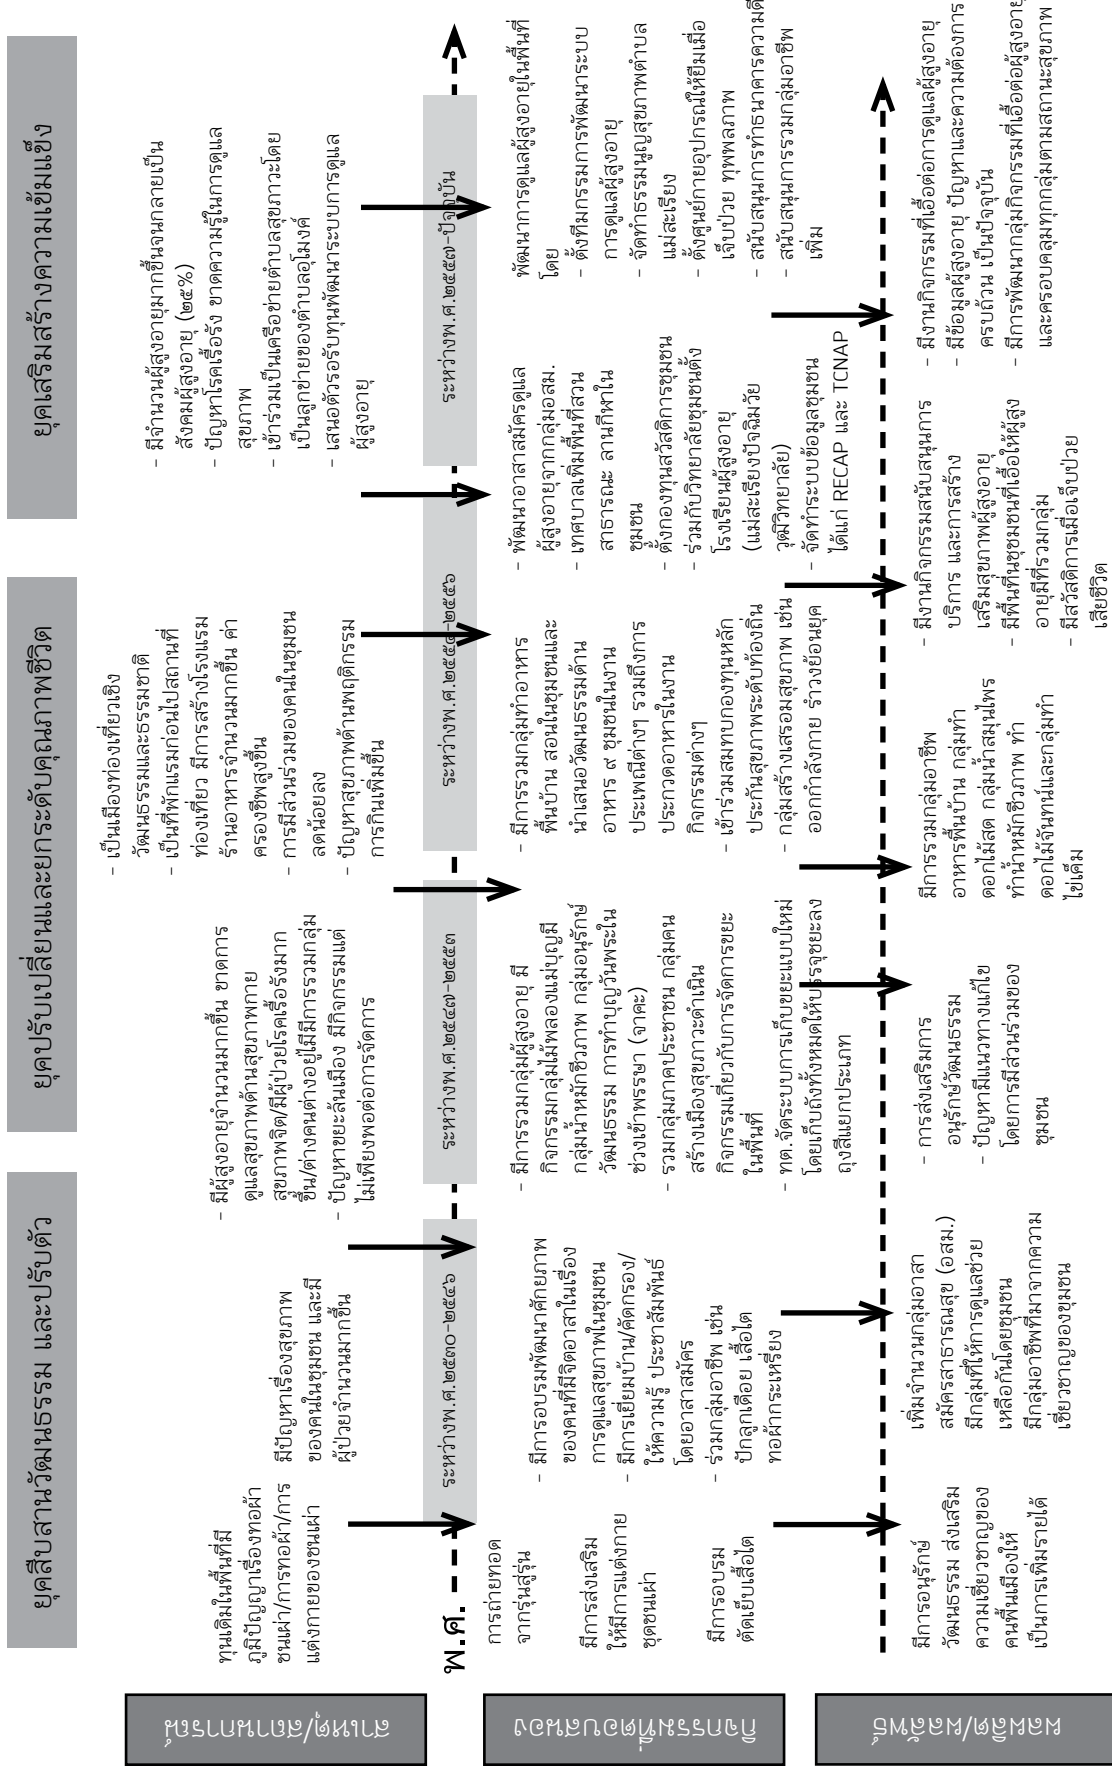 ยุคสืบสานวัฒนธรรม และปรับตัว
ยุคปรับเปลี่ยนและยกระดับคุณภาพชีวิต
ยุคเสริมสร้างความเข้มแข็ง
สาเหตุ/สถานการณ์
ทุนเดิมในพื้นที่มี
ภูมิปัญญาเรื่องทอผ้า
ชนเผ่า/การทอผ้า/การ
แต่งกายของชนเผ่า
มีปัญหาเรื่องสุขภาพ
ของคนในชุมชน และมี
ผู้ป่วยจำนวนมากขึ้น
- มีผู้สูงอายุจำนวนมากขึ้น ขาดการ
ดูแลสุขภาพด้านสุขภาพกาย
สุขภาพจิต/มีผู้ป่วยโรคเรื้อรังมาก
ขึ้น/ต่างคนต่างอยู่ไม่มีการรวมกลุ่ม
- ปัญหาขยะล้นเมือง มีกิจกรรมแต่
ไม่เพียงพอต่อการจัดการ
- เป็นเมืองท่องเที่ยวเชิง
วัฒนธรรมและธรรมชาติ
- เป็นที่พักแรมก่อนไปสถานที่
ท่องเที่ยว มีการสร้างโรงแรม
ร้านอาหารจำนวนมากขึ้น ค่า
ครองชีพสูงขึ้น
- การมีส่วนร่วมของคนในชุมชน
ลดน้อยลง
- ปัญหาสุขภาพด้านพฤติกรรม
การกินเพิ่มขึ้น
- มีจำนวนผู้สูงอายุมากขึ้นจนกลายเป็น
สังคมผู้สูงอายุ (๒๕%)
- ปัญหาโรคเรื้อรัง ขาดความรู้ในการดูแล
สุขภาพ
- เข้าร่วมเป็นเครือข่ายตำบลสุขภาวะโดย
เป็นลูกข่ายของตำบลอุโมงค์
- เสนอตัวรอรับทุนพัฒนาระบบการดูแล
ผู้สูงอายุ
พ.ศ.
ระหว่างพ.ศ.๒๕๓๐-๒๕๔๖
ระหว่างพ.ศ.๒๕๔๗-๒๕๕๓
ระหว่างพ.ศ.๒๕๕๔-๒๕๕๖
ระหว่างพ.ศ.๒๕๕๗-ปัจจุบัน
กิจกรรมที่ตอบสนอง
การถ่ายทอด
จากรุ่นสู่รุ่น
มีการส่งเสริม
ให้มีการแต่งกาย
ชุดชนเผ่า
มีการอบรม
ตัดเย็บเสื้อไต
- มีการอบรมพัฒนาศักยภาพ
ของคนที่มีจิตอาสาในเรื่อง
การดูแลสุขภาพในชุมชน
- มีการเยี่ยมบ้าน/คัดกรอง/
ให้ความรู้ ประชาสัมพันธ์
โดยอาสาสมัคร
- ร่วมกลุ่มอาชีพ เช่น
ปักลูกเดือย เสื้อไต
ทอผ้ากระเหรี่ยง
- มีการรวมกลุ่มผู้สูงอายุ มี
กิจกรรมกลุ่มไม้พลองแม่บุญมี
กลุ่มน้ำหมักชีวภาพ กลุ่มอนุรักษ์
วัฒนธรรม การทำบุญวันพระใน
ช่วงเข้าพรรษา (จาคะ)
- รวมกลุ่มภาคประชาชน กลุ่มคน
สร้างเมืองสุขภาวะดำเนิน
กิจกรรมเกี่ยวกับการจัดการขยะ
ในพื้นที่
- ทต.จัดระบบการเก็บขยะแบบใหม่
โดยเก็บถังทั้งหมดให้บรรจุขยะลง
ถุงสีแยกประเภท
- มีการรวมกลุ่มทำอาหาร
พื้นบ้าน สอนในชุมชนและ
นำเสนอวัฒนธรรมด้าน
อาหาร ๙ ชุมชนในงาน
ประเพณีต่างๆ รวมถึงการ
ประกวดอาหารในงาน
กิจกรรมต่างๆ
- เข้าร่วมสมทบกองทุนหลัก
ประกันสุขภาพระดับท้องถิ่น
- กลุ่มสร้างเสรอมสุขภาพ เช่น
ออกกำลังกาย รำวงย้อนยุค
- พัฒนาอาสาสมัครดูแล
ผู้สูงอายุจากกลุ่มอสม.
- เทศบาลเพิ่มพื้นที่สวน
สาธารณะ ลานกีฬาใน
ชุมชน
- ตั้งกองทุนสวัสดิการชุมชน
- ร่วมกับวิทยาลัยชุมชนตั้ง
โรงเรียนผู้สูงอายุ
(แม่สะเรียงปัจฉิมวัย
วุฒิวิทยาลัย)
- จัดทำระบบข้อมูลชุมชน
ได้แก่ RECAP และ TCNAP
พัฒนาการดูแลผู้สูงอายุในพื้นที่
โดย
- ตั้งทีมกรรมการพัฒนาระบบ
การดูแลผู้สูงอายุ
- จัดทำธรรมนูญสุขภาพตำบล
แม่สะเรียง
- ตั้งศูนย์กายอุปกรณ์ให้ยืมเมื่อ
เจ็บป่วย ทุพพลภาพ
- สนับสนุนการทำธนาคารความดี
- สนับสนุนการรวมกลุ่มอาชีพ
เพิ่ม
ผลผลิต/ผลลัพธ์
มีการอนุรักษ์
วัฒนธรรม ส่งเสริม
ความเชี่ยวชาญของ
คนพื้นเมืองให้
เป็นการเพิ่มรายได้
เพิ่มจำนวนกลุ่มอาสา
สมัครสาธารณสุข (อสม.)
มีกลุ่มที่ให้การดูแลช่วย
เหลือกันโดยชุมชน
มีกลุ่มอาชีพที่มาจากความ
เชี่ยวชาญของชุมชน
- การส่งเสริมการ
อนุรักษ์วัฒนธรรม
- ปัญหามีแนวทางแก้ไข
โดยการมีส่วนร่วมของ
ชุมชน
มีการรวมกลุ่มอาชีพ
อาหารพื้นบ้าน กลุ่มทำ
ดอกไม้สด กลุ่มน้ำสมุนไพร
ทำน้ำหมักชีวภาพ ทำ
ดอกไม้จันทน์และกลุ่มทำ
ไข่เค็ม
- มีงานกิจกรรมสนับสนุนการ
บริการ และการสร้าง
เสริมสุขภาพผู้สูงอายุ
- มีพื้นที่นชุมชนที่เอื้อให้ผู้สูง
อายุมีที่รวมกลุ่ม
- มีสวัสดิการเมื่อเจ็บป่วย
เสียชีวิต
- มีงานกิจกรรมที่เอื้อต่อการดูแลผู้สูงอายุ
- มีข้อมูลผู้สูงอายุ ปัญหาและความต้องการ
ครบถ้วน เป็นปัจจุบัน
- มีการพัฒนากลุ่มกิจกรรมที่เอื้อต่อผู้สูงอายุ
และครอบคลุมทุกกลุ่มตามสถานะสุขภาพ